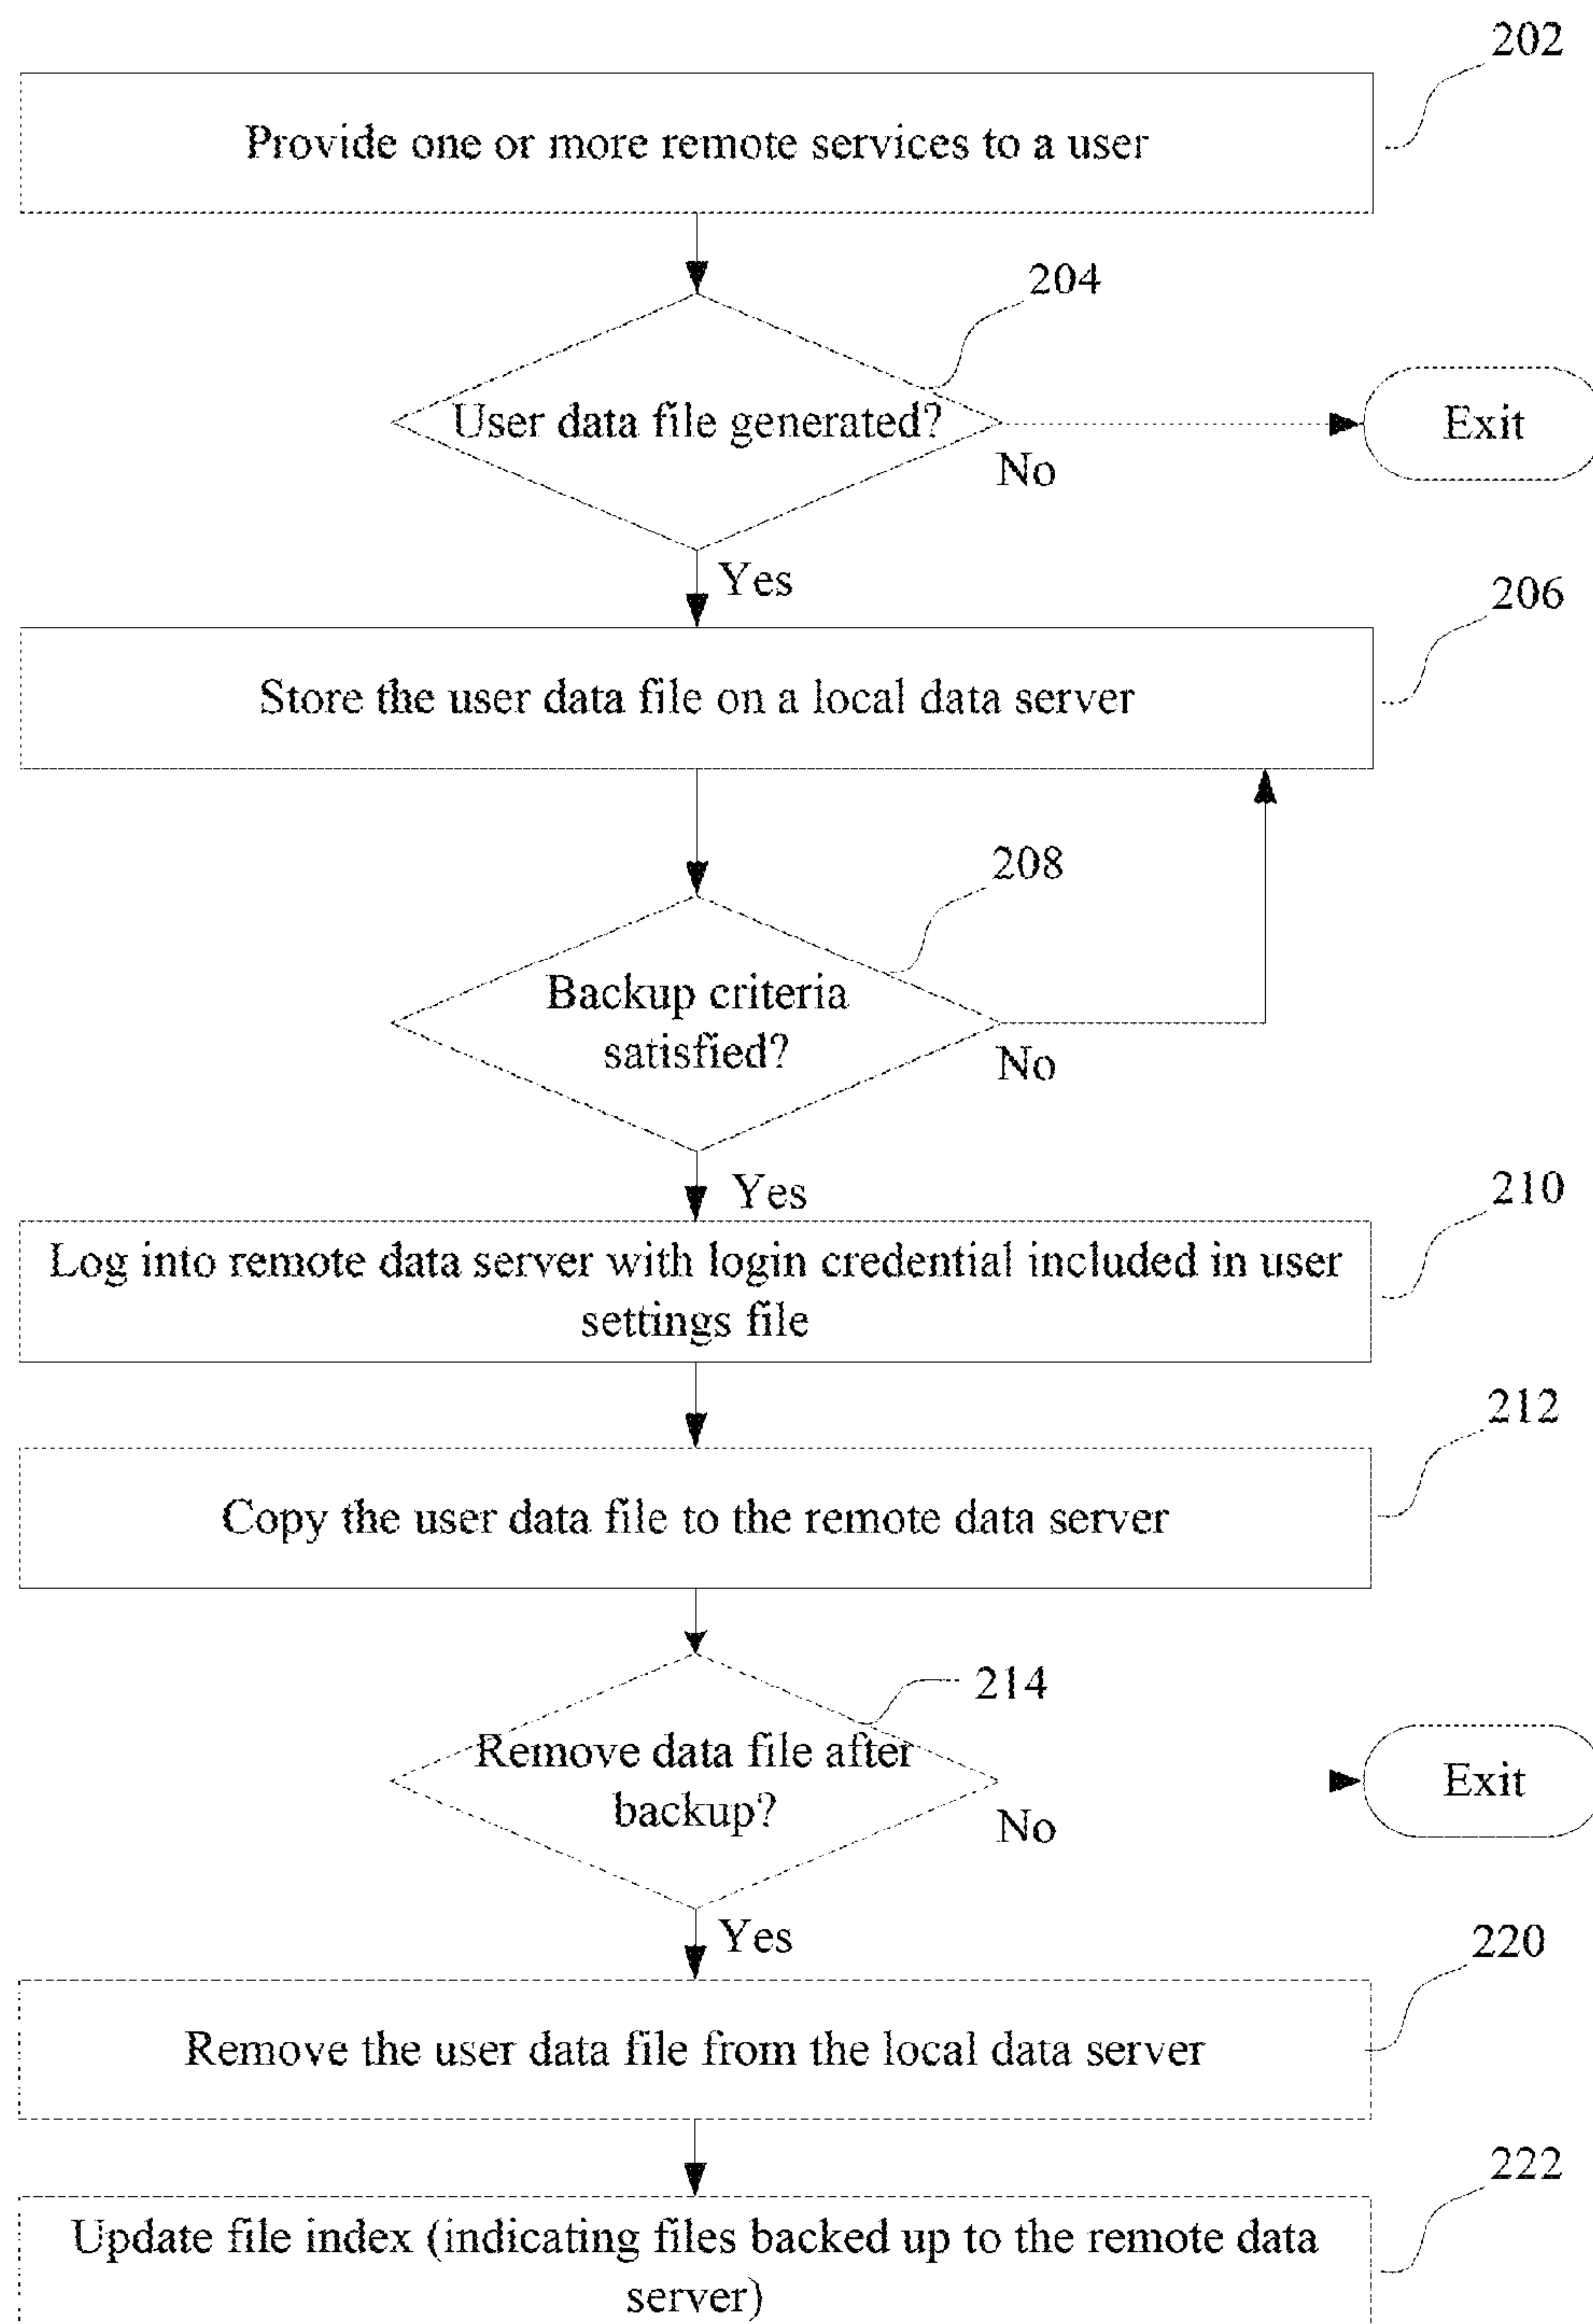 202
Provide one or more remote services to a user
204
User data file generated?
Exit
No
Yes
206
Store the user data file on a local data server
208
Backup criteria
satisfied?
No
Yes
210
Log into remote data server with login credential included in user
settings file
212
Copy the user data file to the remote data server
214
Remove data file after
backup?
Exit
No
Yes
220
Remove the user data file from the local data server
222
Update file index (indicating files backed up to the remote data
server)